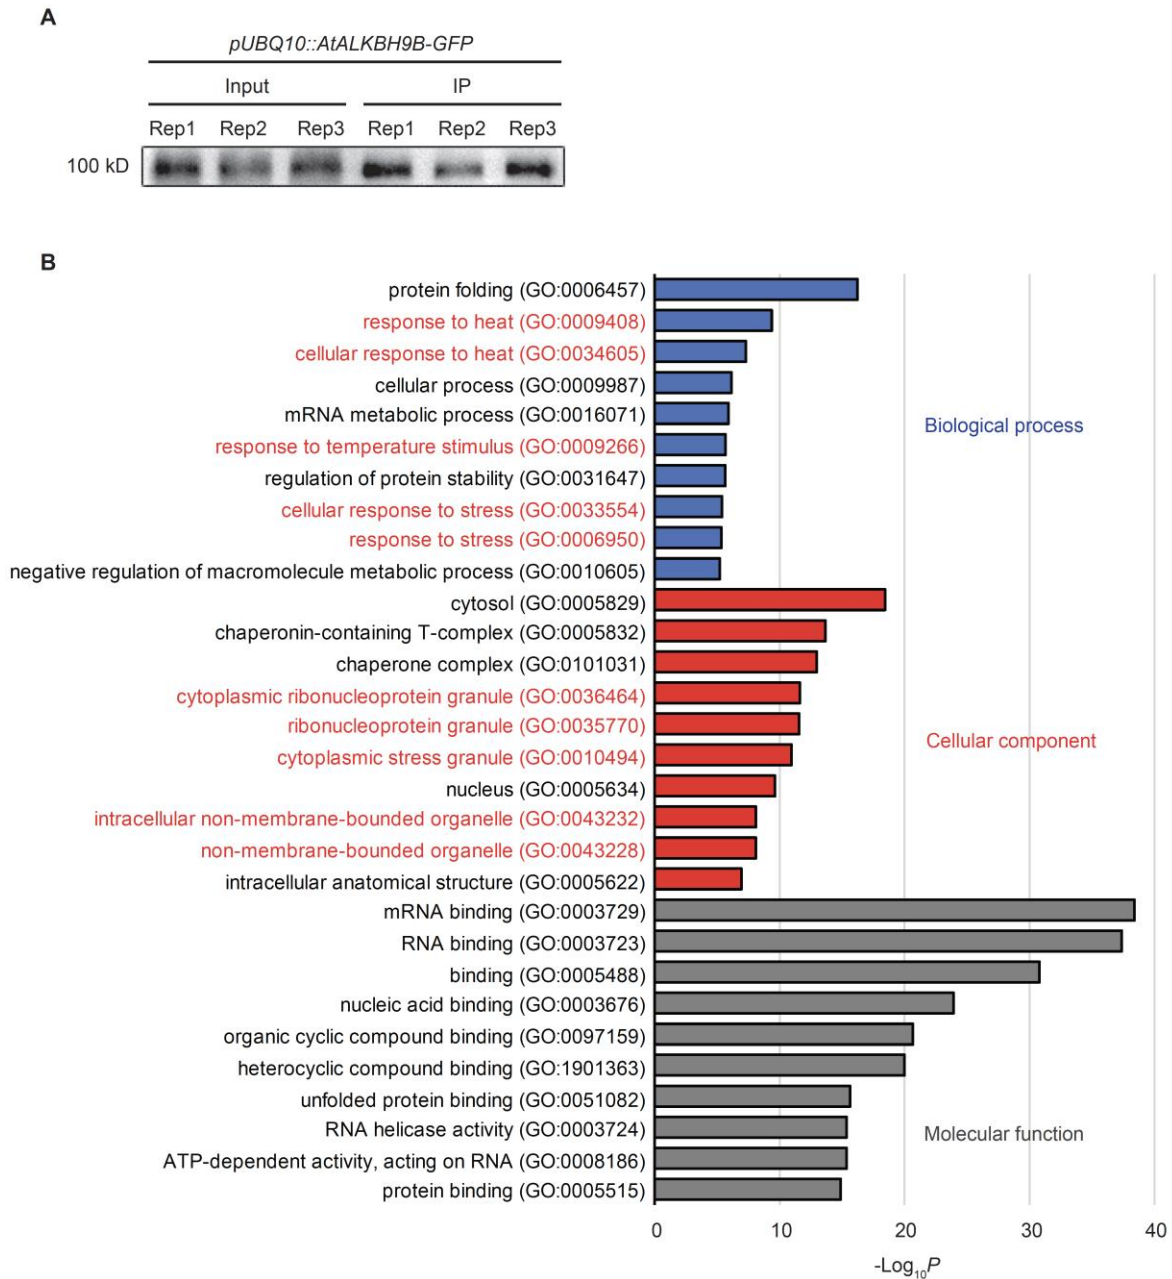 A
pUBQ10::AtALKBH9B-GFP
Input IP
Rep1 Rep2 Rep3 Rep1 Rep2 Rep3
100 kD
B
protein folding (GO:0006457)
response to heat (GO:0009408)
cellular response to heat (GO:0034605)
cellular process (GO:0009987)
mRNA metabolic process (GO:0016071)
Biological process
response to temperature stimulus (GO:0009266)
regulation of protein stability (GO:0031647)
cellular response to stress (GO:0033554)
response to stress (GO:0006950)
negative regulation of macromolecule metabolic process (GO:0010605)
cytosol (GO:0005829)
chaperonin-containing T-complex (GO:0005832)
chaperone complex (GO:0101031)
cytoplasmic ribonucleoprotein granule (GO:0036464)
ribonucleoprotein granule (GO:0035770)
Cellular component
cytoplasmic stress granule (GO:0010494)
nucleus (GO:0005634)
intracellular non-membrane-bounded organelle (GO:0043232)
non-membrane-bounded organelle (GO:0043228)
intracellular anatomical structure (GO:0005622)
mRNA binding (GO:0003729)
RNA binding (GO:0003723)
binding (GO:0005488)
nucleic acid binding (GO:0003676)
organic cyclic compound binding (GO:0097159)
heterocyclic compound binding (GO:1901363)
unfolded protein binding (GO:0051082)
RNA helicase activity (GO:0003724)
Molecular function
ATP-dependent activity, acting on RNA (GO:0008186)
protein binding (GO:0005515)
0 10 20 30 40
-Log₁₀P